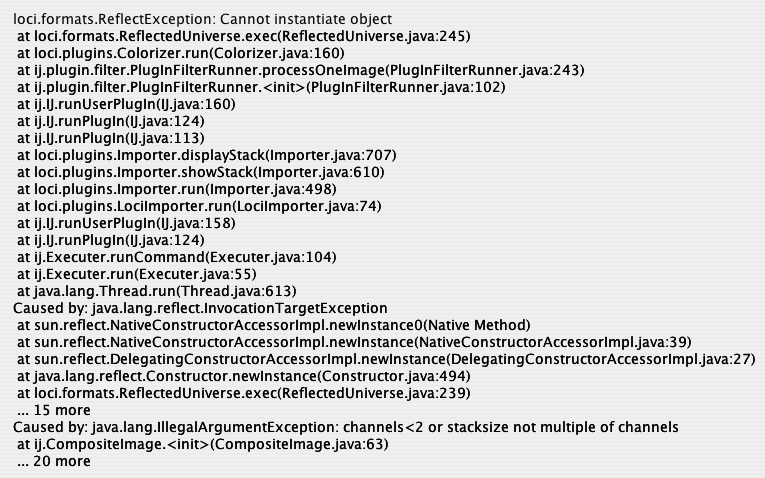 loci.formats.ReflectException: Cannot instantiate object
at loci.formats.ReflectedUniverse.exec(ReflectedUniverse.java:245)
at loci.plugins.Colorizer.run(Colorizer.java:160)
at ij.plugin.filter.PlugInFilterRunner.processOneImage(PlugInFilterRunner.java:243)
at ij.plugin.filter.PlugInFilterRunner.<init>(PlugInFilterRunner.java:102)
at ij.IJ.runUserPlugIn(IJ.java:160)
at ij.IJ.runPlugIn(IJ.java:124)
at ij.IJ.runPlugIn(IJ.java:113)
at loci.plugins.Importer.displayStack(Importer.java:707)
at loci.plugins.Importer.showStack(Importer.java:610)
at loci.plugins.Importer.run(Importer.java:498)
at loci.plugins.LociImporter.run(LociImporter.java:74)
at ij.IJ.runUserPlugIn(IJ.java:158)
at ij.IJ.runPlugIn(IJ.java:124)
at ij.Executer.runCommand(Executer.java:104)
at ij.Executer.run(Executer.java:55)
at java.lang.Thread.run(Thread.java:613)
Caused by: java.lang.reflect.InvocationTargetException
at sun.reflect.NativeConstructorAccessorImpl.newInstance0(Native Method)
at sun.reflect.NativeConstructorAccessorImpl.newInstance(NativeConstructorAccessorImpl.java:39)
at sun.reflect.DelegatingConstructorAccessorImpl.newInstance(DelegatingConstructorAccessorImpl.java:27)
at java.lang.reflect.Constructor.newInstance(Constructor.java:494)
at loci.formats.ReflectedUniverse.exec(ReflectedUniverse.java:239)
... 15 more
Caused by: java.lang.IllegalArgumentException: channels<2 or stacksize not multiple of channels
at ij.CompositeImage.<init>(CompositeImage.java:63)
... 20 more